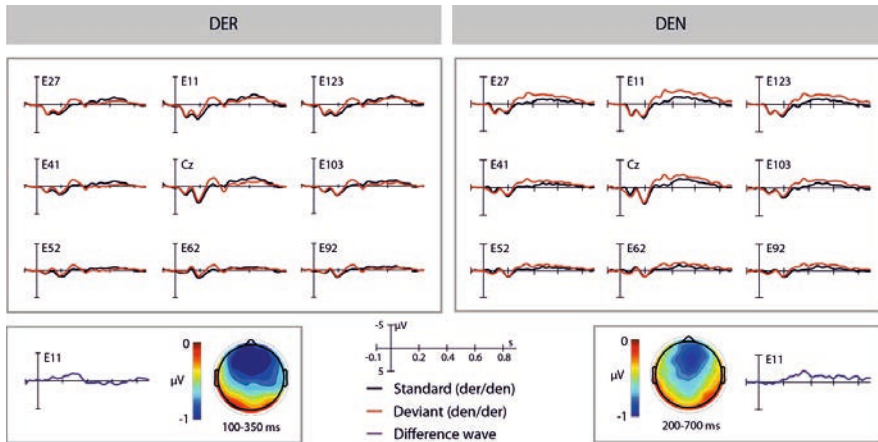 DER
DEN
E27 E11 E123
E41 Cz E103
E52 E62 E92
E27 E11 E123
E41 Cz E103
E52 E62 E92
E11
0
µV
-1
100-350 ms
-5 µV
s
-0.1 0.2 0.4 0.6 0.8
5
Standard (der/den)
Deviant (den/der)
Difference wave
0
µV
-1
200-700 ms
E11